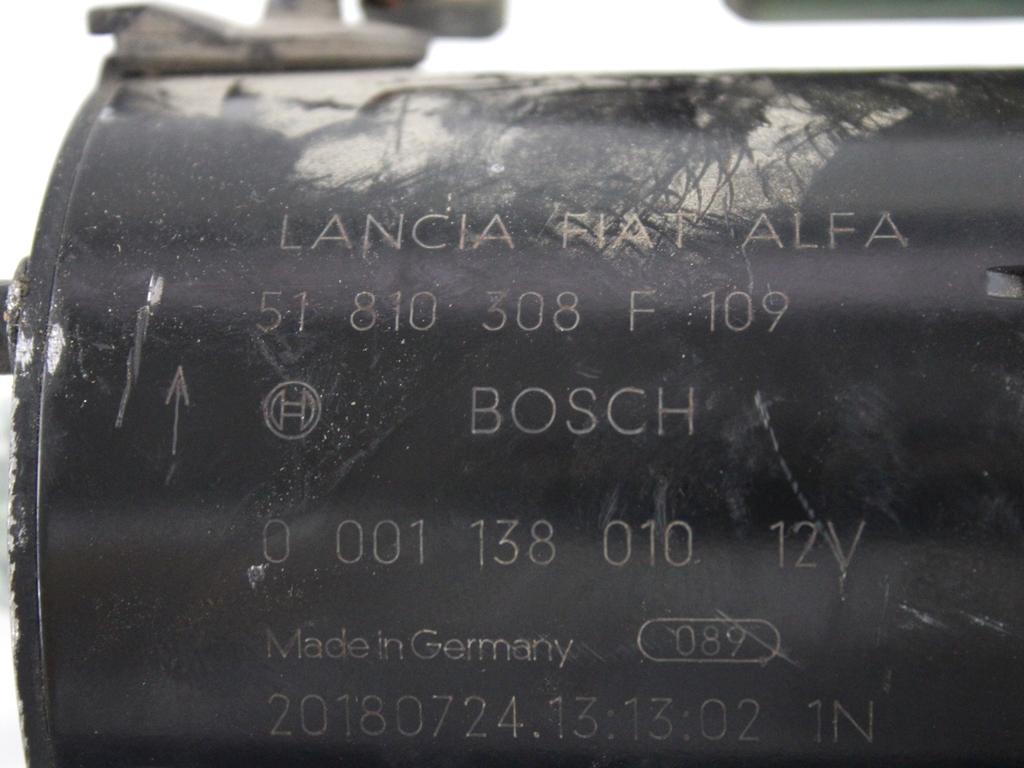 LANCIA FIAT ALFA
51 810 308 F 109
BOSCH
0 001 138 010 12V
Made in Germany 089
20180724.13:13:02 1N